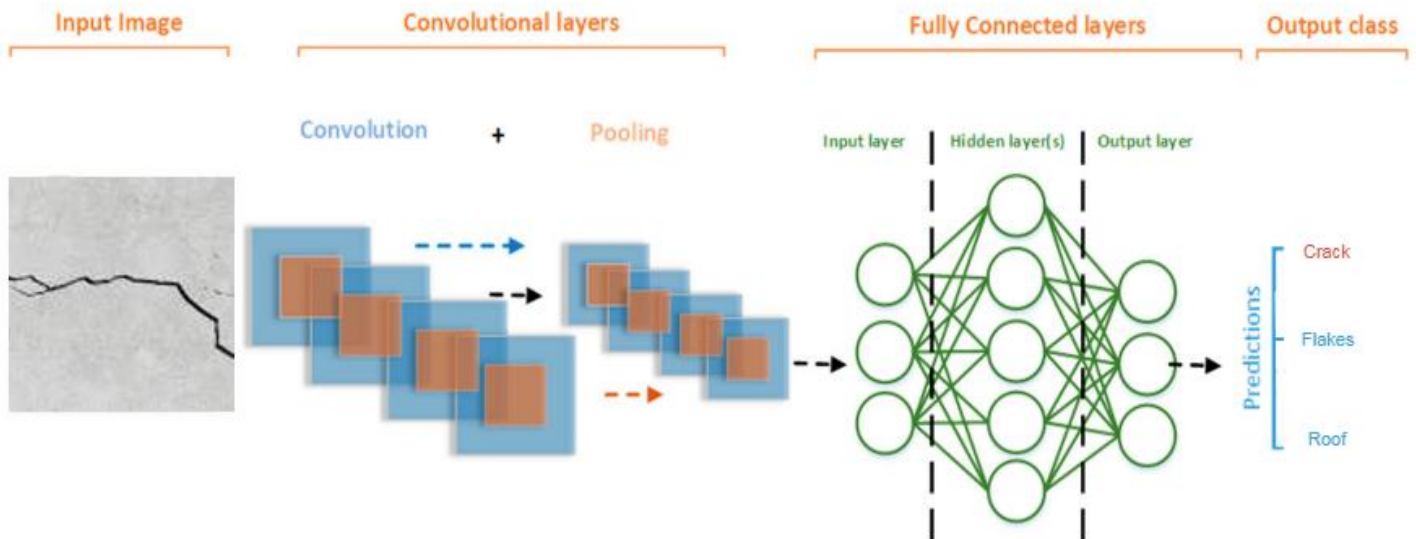 Input Image
Convolutional layers
Fully Connected layers
Output class
Convolution + Pooling
Input layer
Hidden layer(s)
Output layer
Predictions
Crack
Flakes
Roof